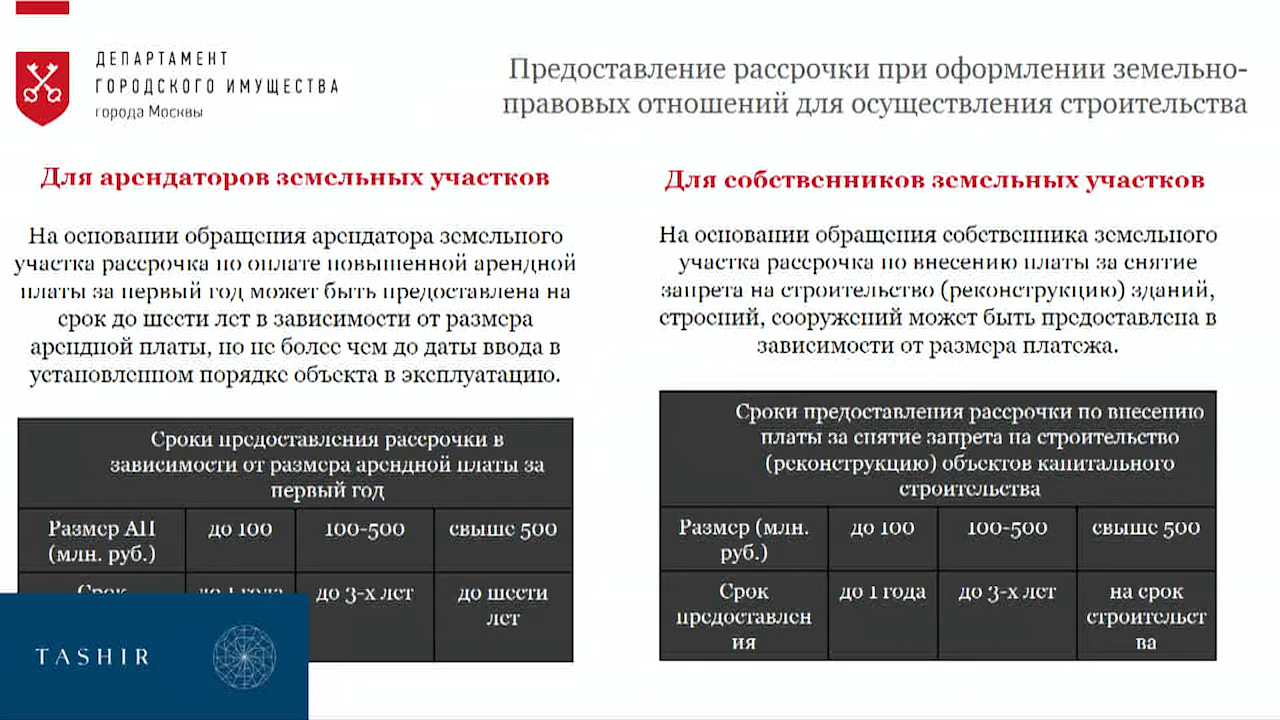 ДЕПАРТАМЕНТ
ГОРОДСКОГО ИМУЩЕСТВА
города Москвы
Предоставление рассрочки при оформлении земельно-
правовых отношений для осуществления строительства
Для арендаторов земельных участков
На основании обращения арендатора земельного
участка рассрочка по оплате повышенной арендной
платы за первый год может быть предоставлена на
срок до шести лет в зависимости от размера
арендной платы, но не более чем до даты ввода в
установленном порядке объекта в эксплуатацию.
Сроки предоставления рассрочки в
зависимости от размера арендной платы за
первый год
Размер АП
(млн. руб.)
до 100
100-500
свыше 500
Срок
до 1 года
до 3-х лет
до шести
лет
Для собственников земельных участков
На основании обращения собственника земельного
участка рассрочка по внесению платы за снятие
запрета на строительство (реконструкцию) зданий,
строений, сооружений может быть предоставлена в
зависимости от размера платежа.
Сроки предоставления рассрочки по внесению
платы за снятие запрета на строительство
(реконструкцию) объектов капитального
строительства
Размер (млн.
руб.)
до 100
100-500
свыше 500
Срок
предоставлен
ия
до 1 года
до 3-х лет
на срок
строительст
ва
TASHIR